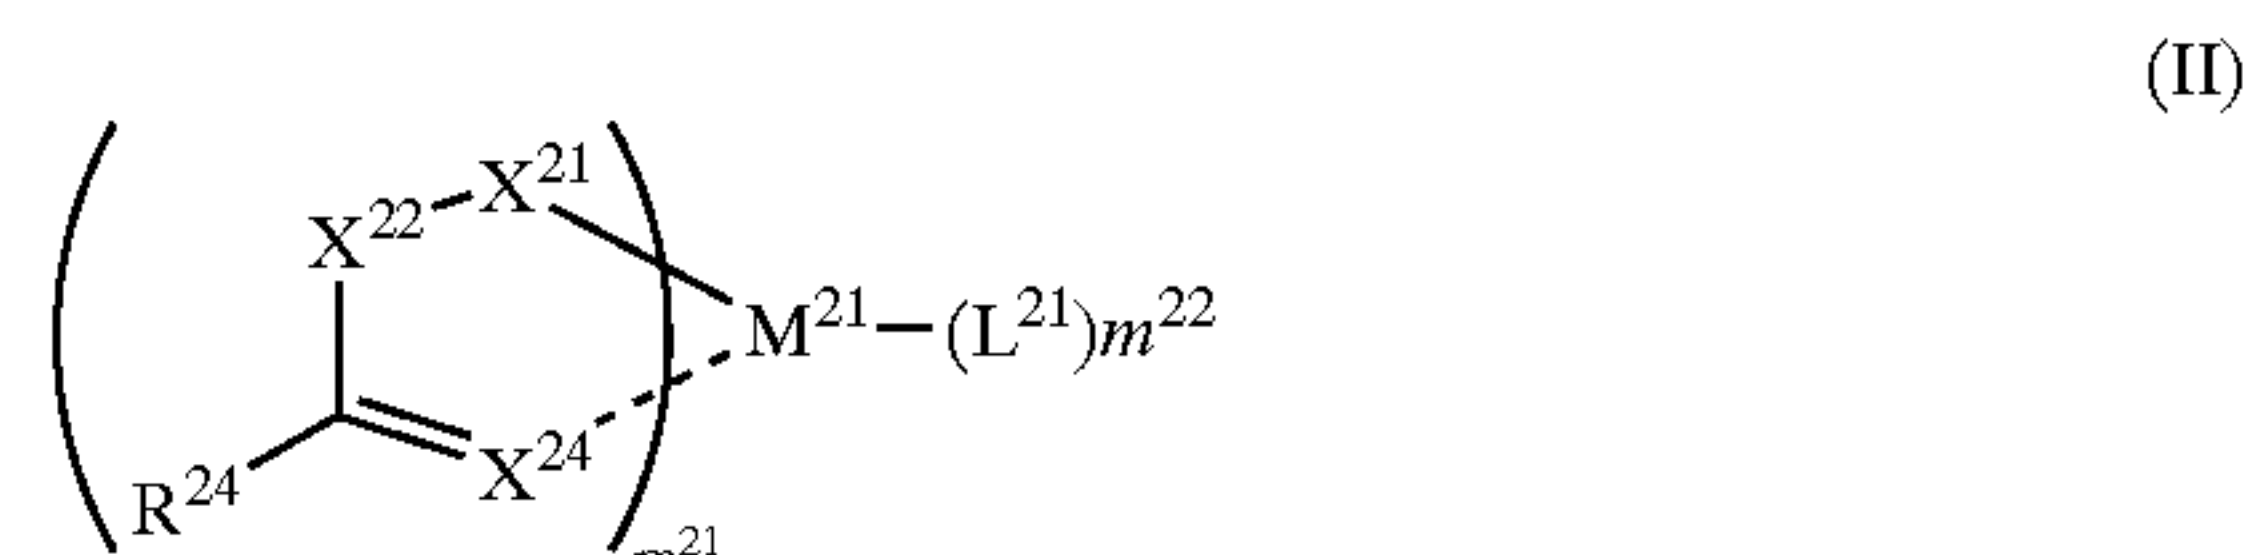 (II)
X²¹
X²²
M²¹—(L²¹)m²²
X²⁴
R²⁴
m²¹